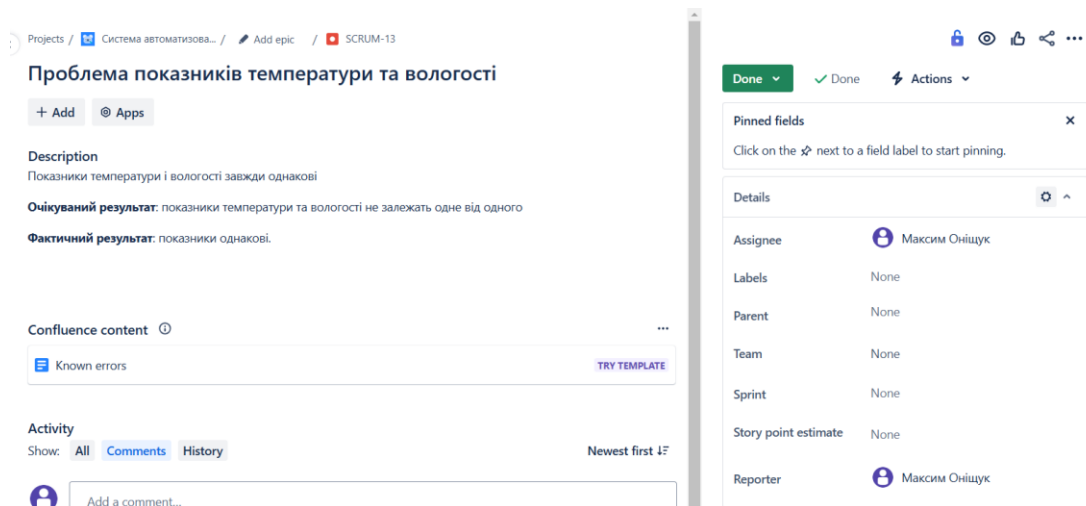 Projects / Система автоматизова... / Add epic / SCRUM-13
Проблема показників температури та вологості
+ Add Apps
Description
Показники температури і вологості завжди однакові
Очікуваний результат: показники температури та вологості не залежать одне від одного
Фактичний результат: показники однакові.
Confluence content
Known errors TRY TEMPLATE
Activity
Show: All Comments History Newest first
Add a comment...
Done Done Actions
Pinned fields
Click on the next to a field label to start pinning.
Details
Assignee Максим Оніщук
Labels None
Parent None
Team None
Sprint None
Story point estimate None
Reporter Максим Оніщук